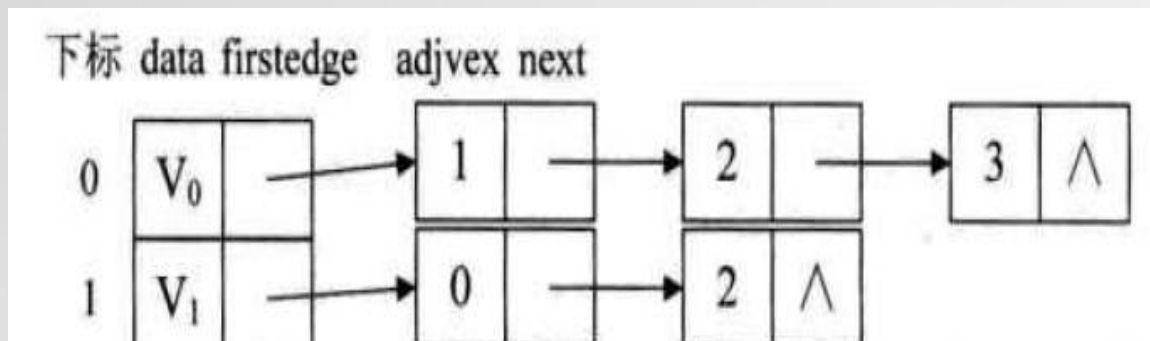 下标 data firstedge adjvex next
0 V₀ 1 2 3 ∧
1 V₁ 0 2 ∧